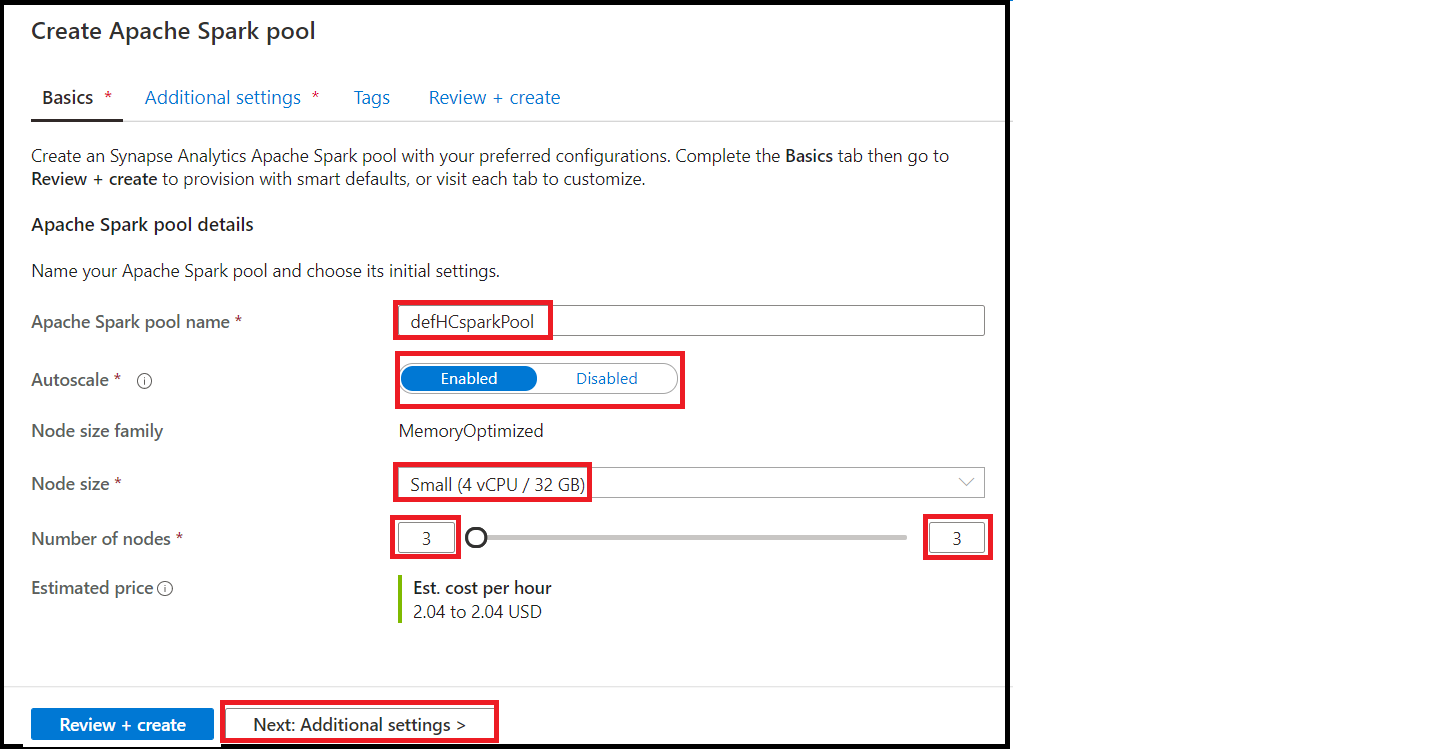 Create Apache Spark pool
Basics * Additional settings * Tags Review + create
Create an Synapse Analytics Apache Spark pool with your preferred configurations. Complete the Basics tab then go to
Review + create to provision with smart defaults, or visit each tab to customize.
Apache Spark pool details
Name your Apache Spark pool and choose its initial settings.
Apache Spark pool name * defHCsparkPool
Autoscale * Enabled Disabled
Node size family MemoryOptimized
Node size * Small (4 vCPU / 32 GB)
Number of nodes * 3 3
Estimated price Est. cost per hour
2.04 to 2.04 USD
Review + create Next: Additional settings >